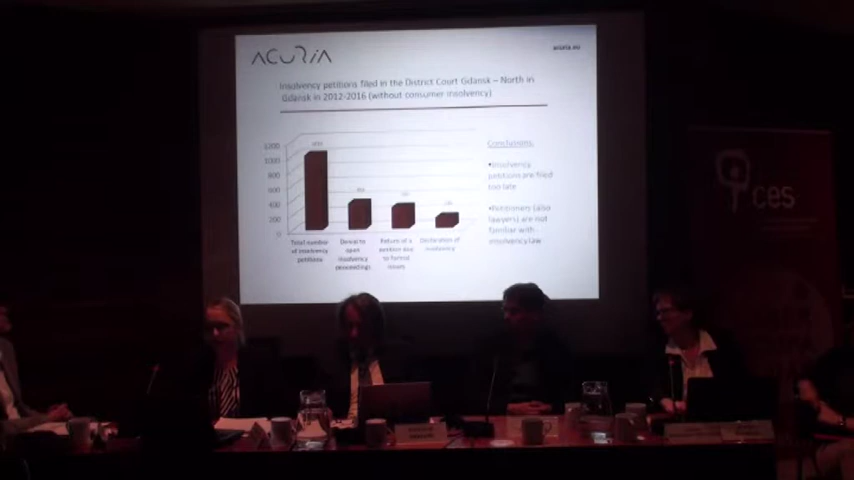 ACURIA
acuria.eu
Insolvency petitions filed in the District Court Gdansk – North in
Gdansk in 2012-2016 (without consumer insolvency)
1200
1000
800
600
400
200
0
Total number
of insolvency
petitions
Denial to
open
insolvency
proceedings
Return of a
petition due
to formal
issues
Declaration of
insolvency
Conclusions:
•Insolvency
petitions are filed
too late
•Petitioners (also
lawyers) are not
familiar with
insolvency law
ces